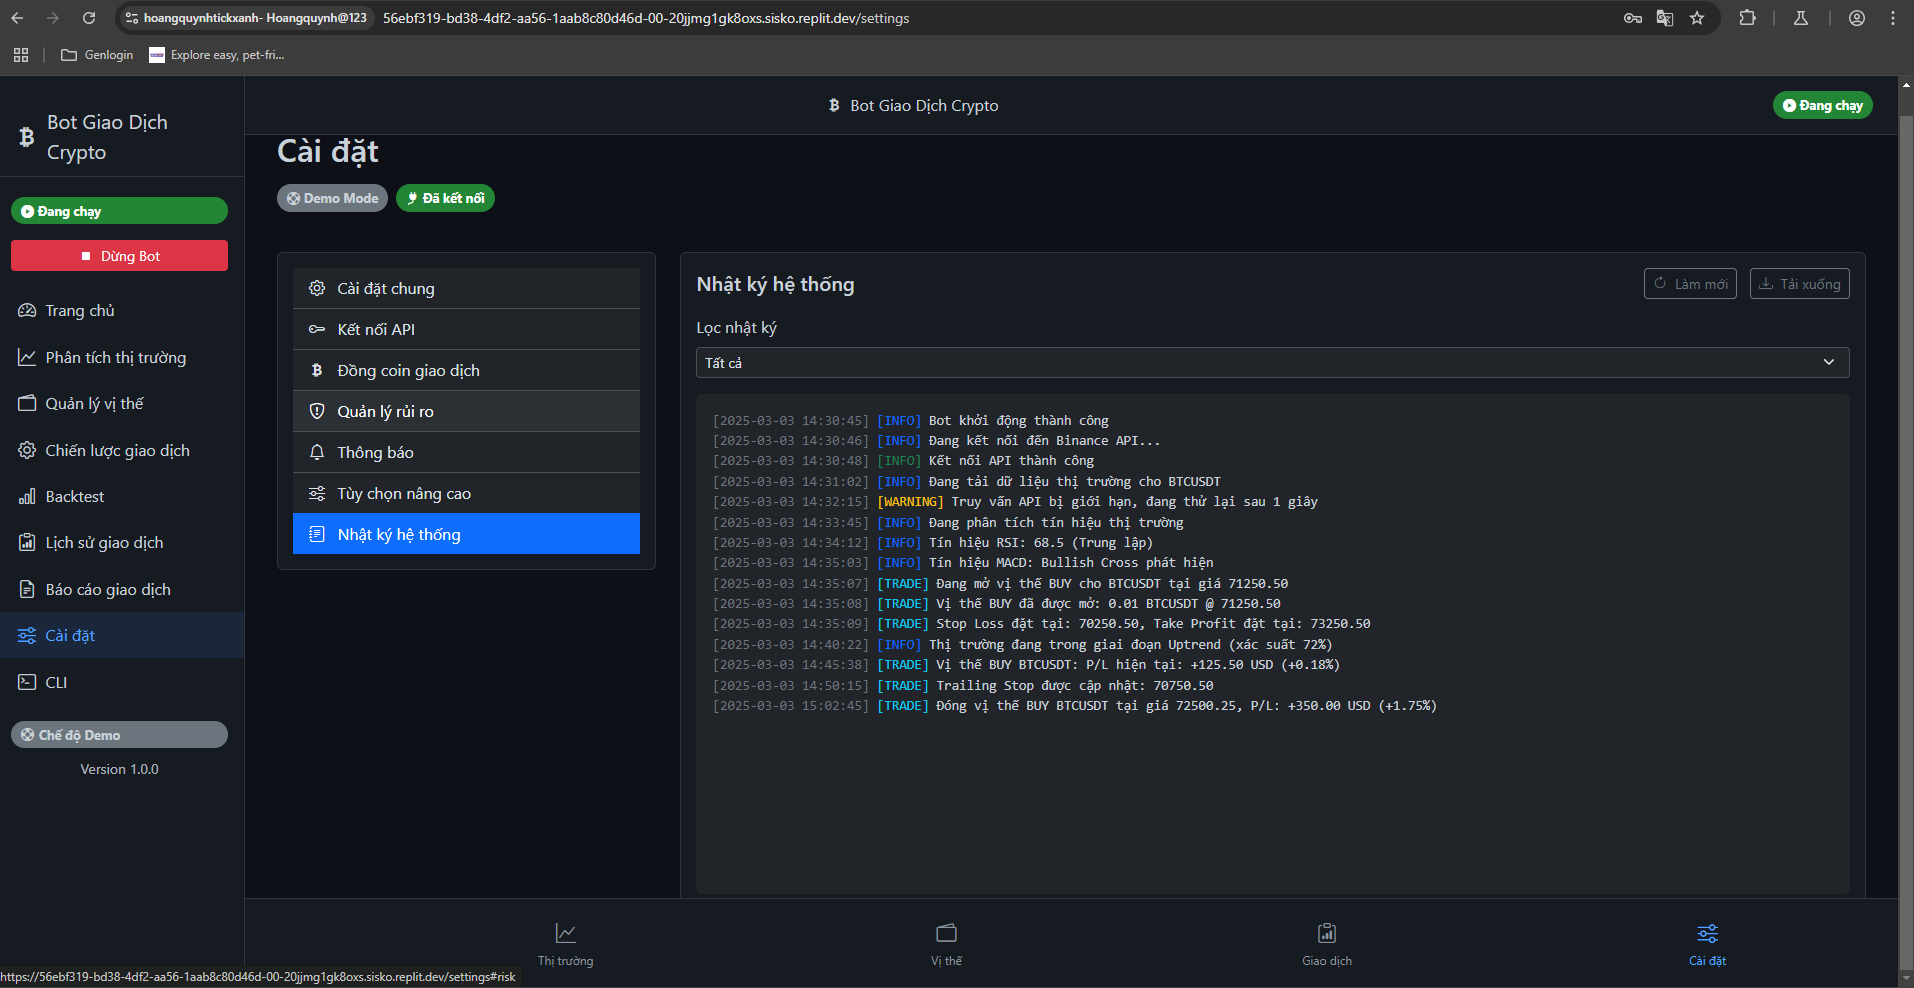 hoangquynhtickxanh- Hoangquynh@123
56ebf319-bd38-4df2-aa56-1aab8c80d46d-00-20jjmg1gk8oxs.sisko.replit.dev/settings
Genlogin
Explore easy, pet-fri...
Bot Giao Dịch Crypto
Đang chạy
Bot Giao Dịch
Crypto
Đang chạy
Dừng Bot
Trang chủ
Phân tích thị trường
Quản lý vị thế
Chiến lược giao dịch
Backtest
Lịch sử giao dịch
Báo cáo giao dịch
Cài đặt
CLI
Chế độ Demo
Version 1.0.0
Cài đặt
Demo Mode
Đã kết nối
Cài đặt chung
Kết nối API
Đồng coin giao dịch
Quản lý rủi ro
Thông báo
Tùy chọn nâng cao
Nhật ký hệ thống
Nhật ký hệ thống
Làm mới
Tải xuống
Lọc nhật ký
Tất cả
[2025-03-03 14:30:45] [INFO] Bot khởi động thành công
[2025-03-03 14:30:46] [INFO] Đang kết nối đến Binance API...
[2025-03-03 14:30:48] [INFO] Kết nối API thành công
[2025-03-03 14:31:02] [INFO] Đang tải dữ liệu thị trường cho BTCUSDT
[2025-03-03 14:32:15] [WARNING] Truy vấn API bị giới hạn, đang thử lại sau 1 giây
[2025-03-03 14:33:45] [INFO] Đang phân tích tín hiệu thị trường
[2025-03-03 14:34:12] [INFO] Tín hiệu RSI: 68.5 (Trung lập)
[2025-03-03 14:35:03] [INFO] Tín hiệu MACD: Bullish Cross phát hiện
[2025-03-03 14:35:07] [TRADE] Đang mở vị thế BUY cho BTCUSDT tại giá 71250.50
[2025-03-03 14:35:08] [TRADE] Vị thế BUY đã được mở: 0.01 BTCUSDT @ 71250.50
[2025-03-03 14:35:09] [TRADE] Stop Loss đặt tại: 70250.50, Take Profit đặt tại: 73250.50
[2025-03-03 14:40:22] [INFO] Thị trường đang trong giai đoạn Uptrend (xác suất 72%)
[2025-03-03 14:45:38] [TRADE] Vị thế BUY BTCUSDT: P/L hiện tại: +125.50 USD (+0.18%)
[2025-03-03 14:50:15] [TRADE] Trailing Stop được cập nhật: 70750.50
[2025-03-03 15:02:45] [TRADE] Đóng vị thế BUY BTCUSDT tại giá 72500.25, P/L: +350.00 USD (+1.75%)
Thị trường
Vị thế
Giao dịch
Cài đặt
https://56ebf319-bd38-4df2-aa56-1aab8c80d46d-00-20jjmg1gk8oxs.sisko.replit.dev/settings#risk